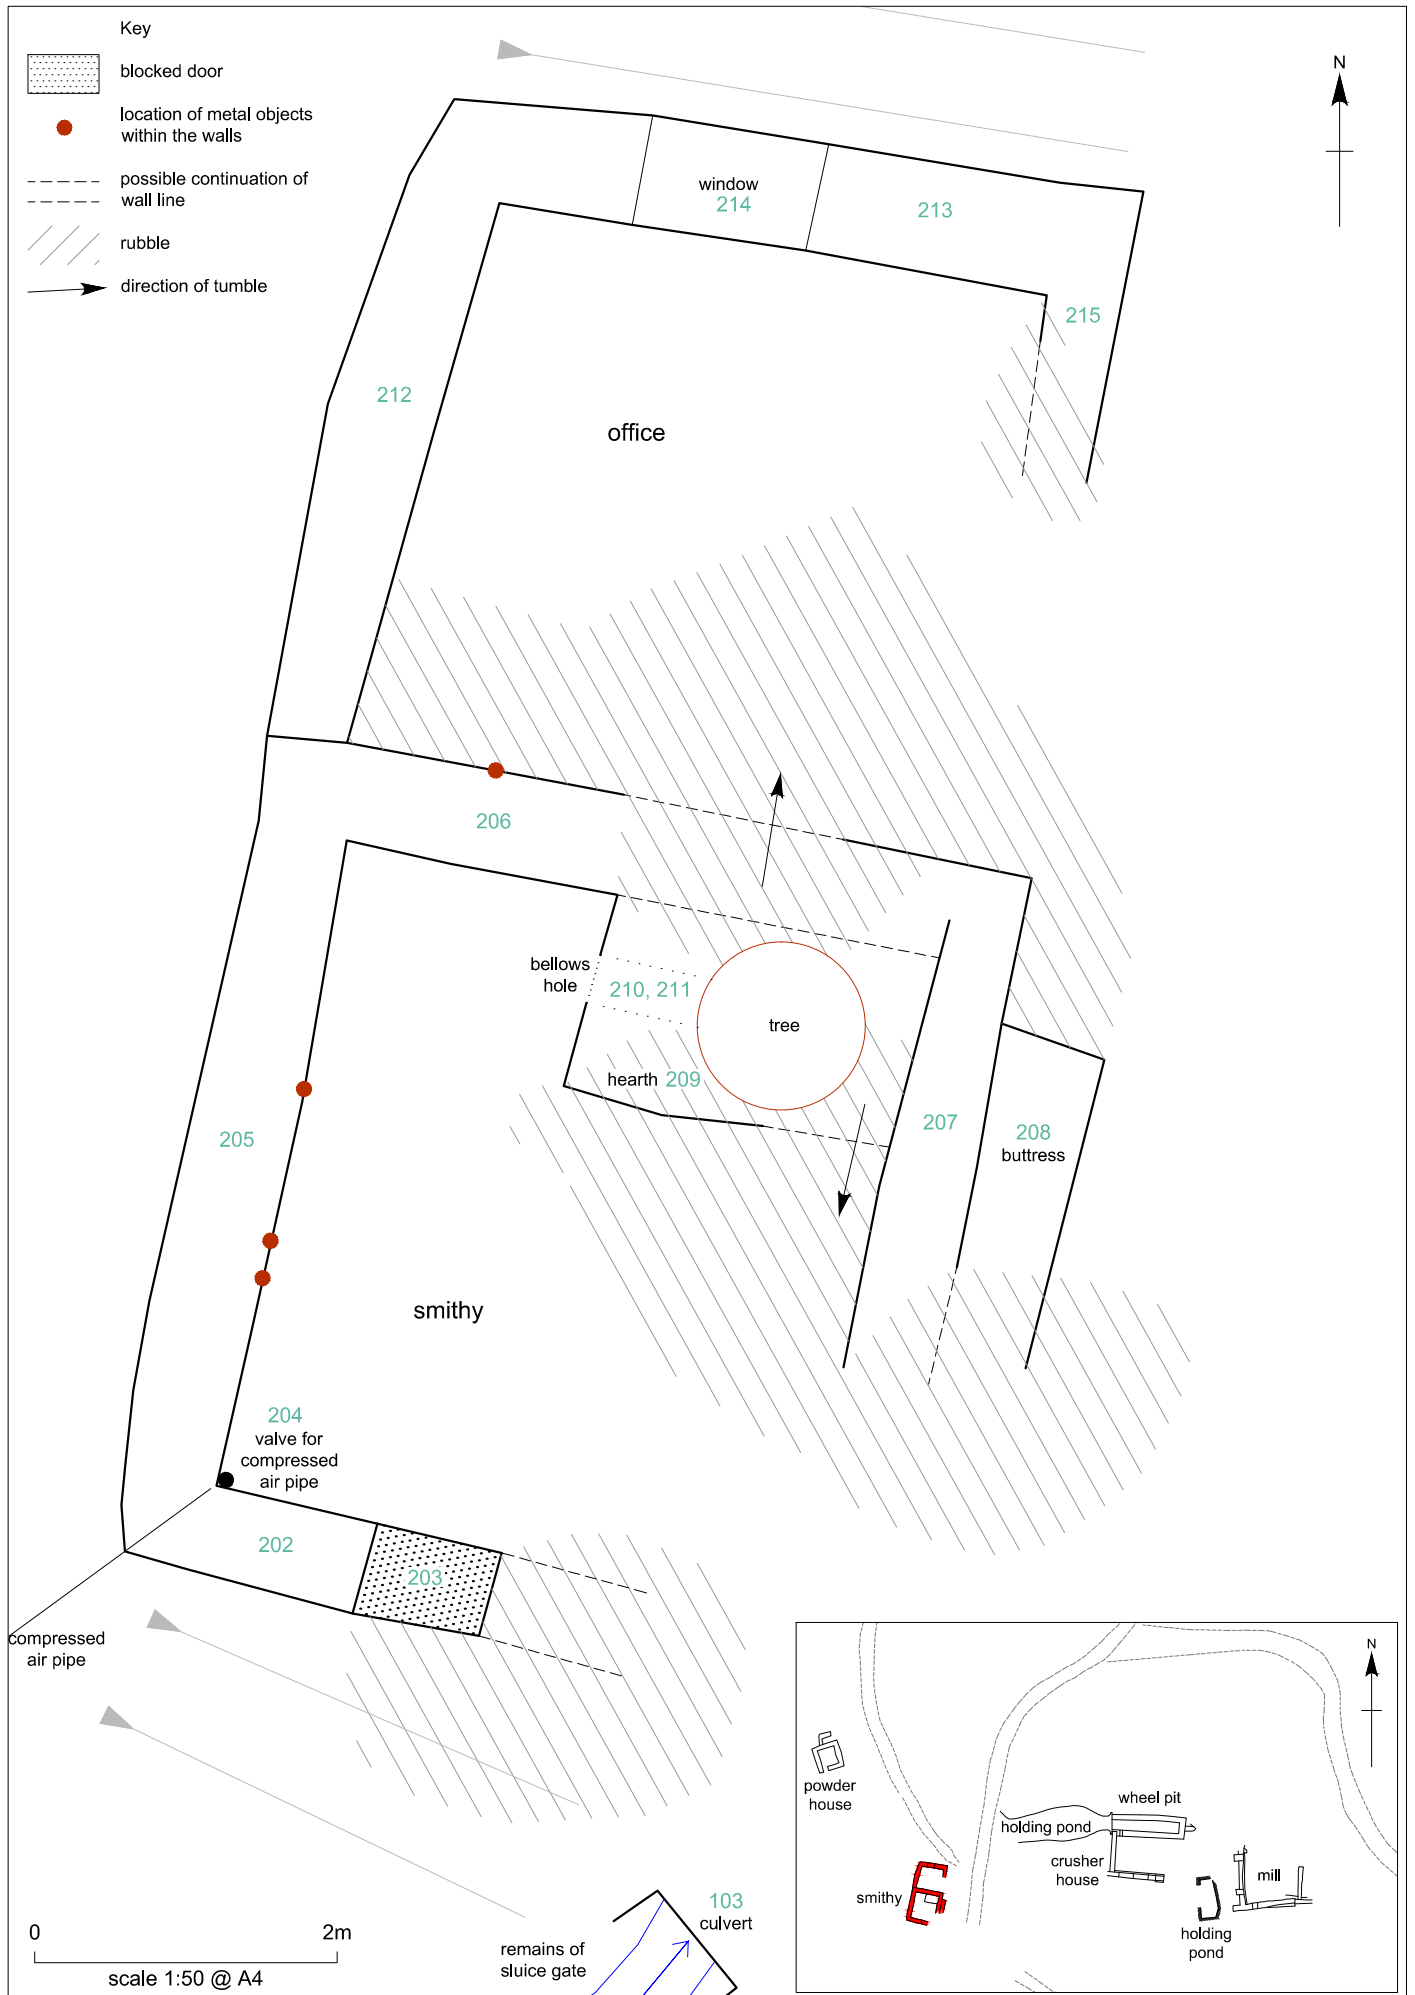 Key
blocked door
location of metal objects
within the walls
possible continuation of
wall line
rubble
direction of tumble
N
window
214
213
215
212
office
206
bellows
hole
210, 211
tree
hearth 209
207
208
buttress
205
smithy
204
valve for
compressed
air pipe
202
203
compressed
air pipe
103
culvert
remains of
sluice gate
0 2m
scale 1:50 @ A4
N
powder
house
wheel pit
holding pond
crusher
house
mill
smithy
holding
pond